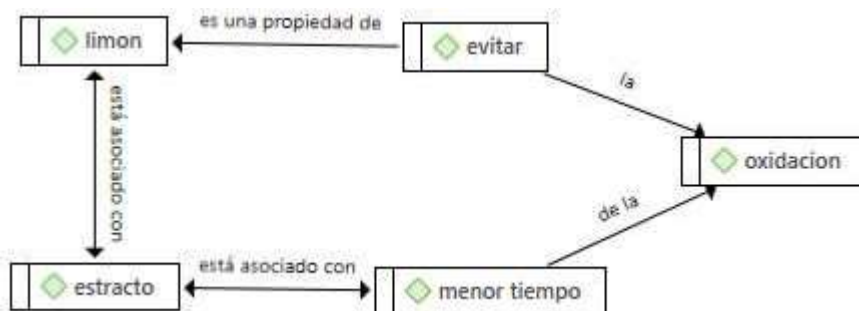 es una propiedad de
limon
evitar
la
está asociado con
oxidacion
de la
está asociado con
estracto
menor tiempo